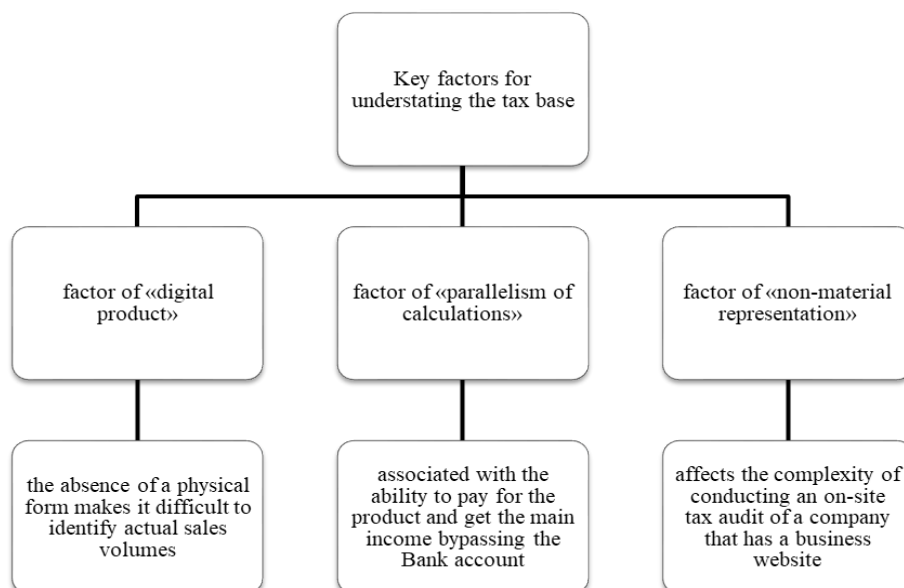 Key factors for
understating the tax base
factor of «digital
product»
factor of «parallelism of
calculations»
factor of «non-material
representation»
the absence of a physical
form makes it difficult to
identify actual sales
volumes
associated with the
ability to pay for the
product and get the main
income bypassing the
Bank account
affects the complexity of
conducting an on-site
tax audit of a company
that has a business
website